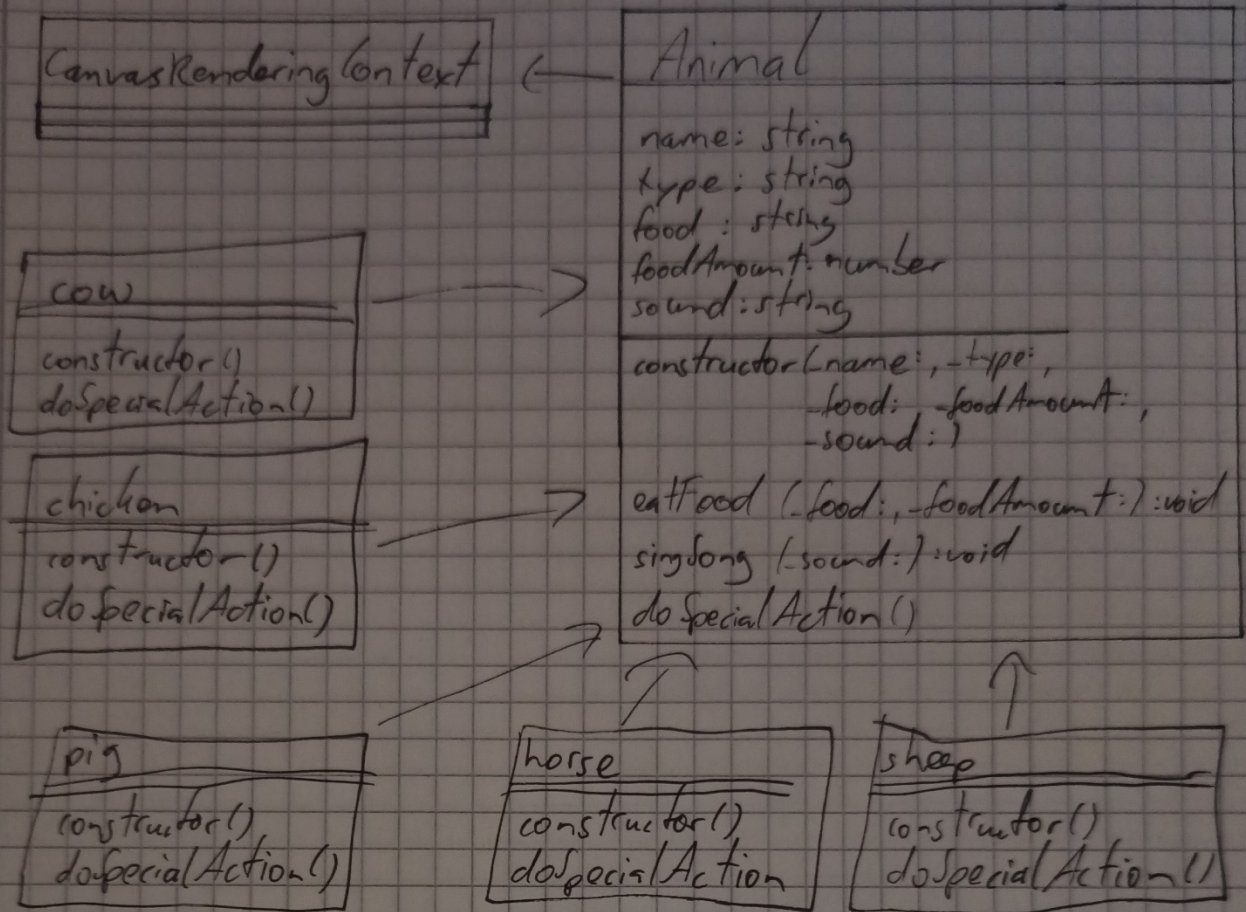 CanvasRenderingContext
Animal
name: string
type: string
food: string
foodAmount: number
sound: string
constructor(_name:, _type:,
_food:, _foodAmount:,
_sound:)
eatFood (_food:, _foodAmount:):void
singSong (_sound:):void
doSpecialAction()
cow
constructor()
doSpecialAction()
chicken
constructor()
doSpecialAction()
pig
constructor()
doSpecialAction()
horse
constructor()
doSpecialAction
sheep
constructor()
doSpecialAction()